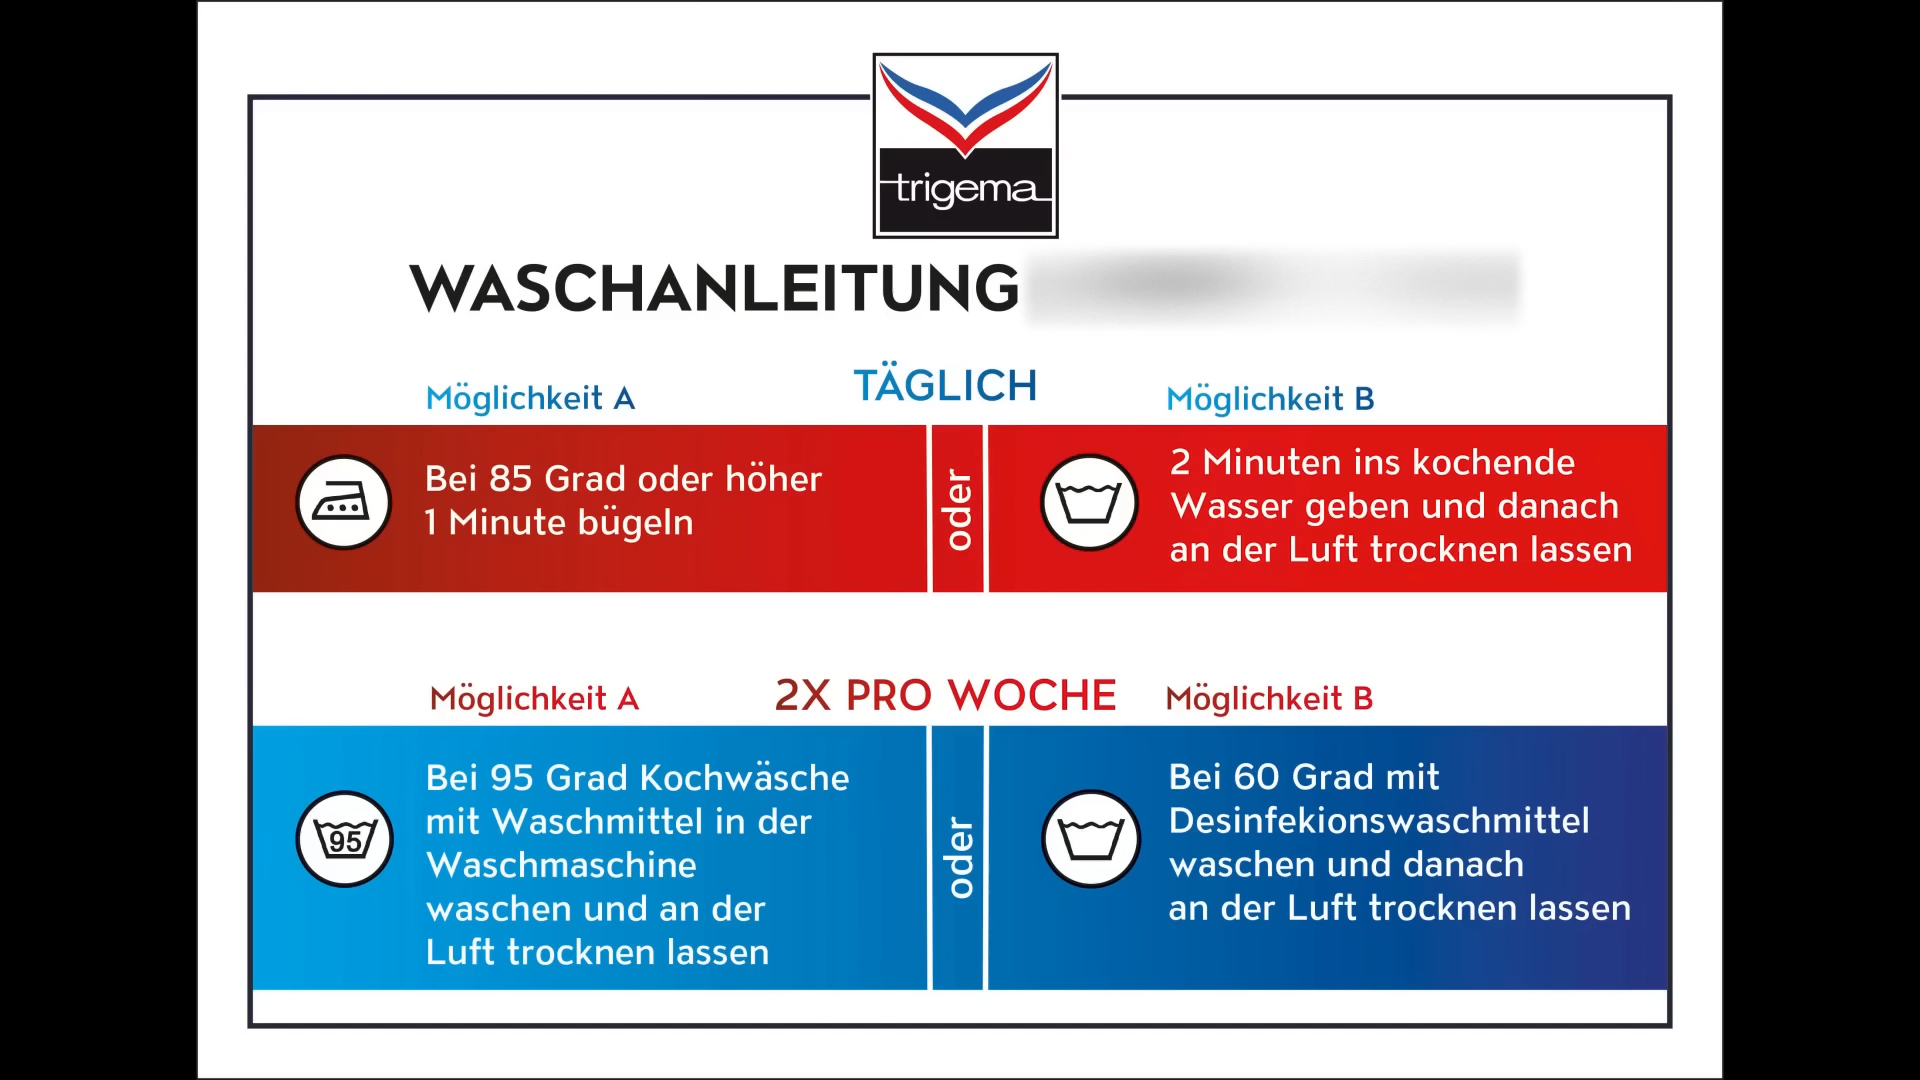 trigema
WASCHANLEITUNG
TÄGLICH
Möglichkeit A
Möglichkeit B
Bei 85 Grad oder höher
1 Minute bügeln
oder
2 Minuten ins kochende
Wasser geben und danach
an der Luft trocknen lassen
2X PRO WOCHE
Möglichkeit A
Möglichkeit B
95
Bei 95 Grad Kochwäsche
mit Waschmittel in der
Waschmaschine
waschen und an der
Luft trocknen lassen
oder
Bei 60 Grad mit
Desinfekionswaschmittel
waschen und danach
an der Luft trocknen lassen